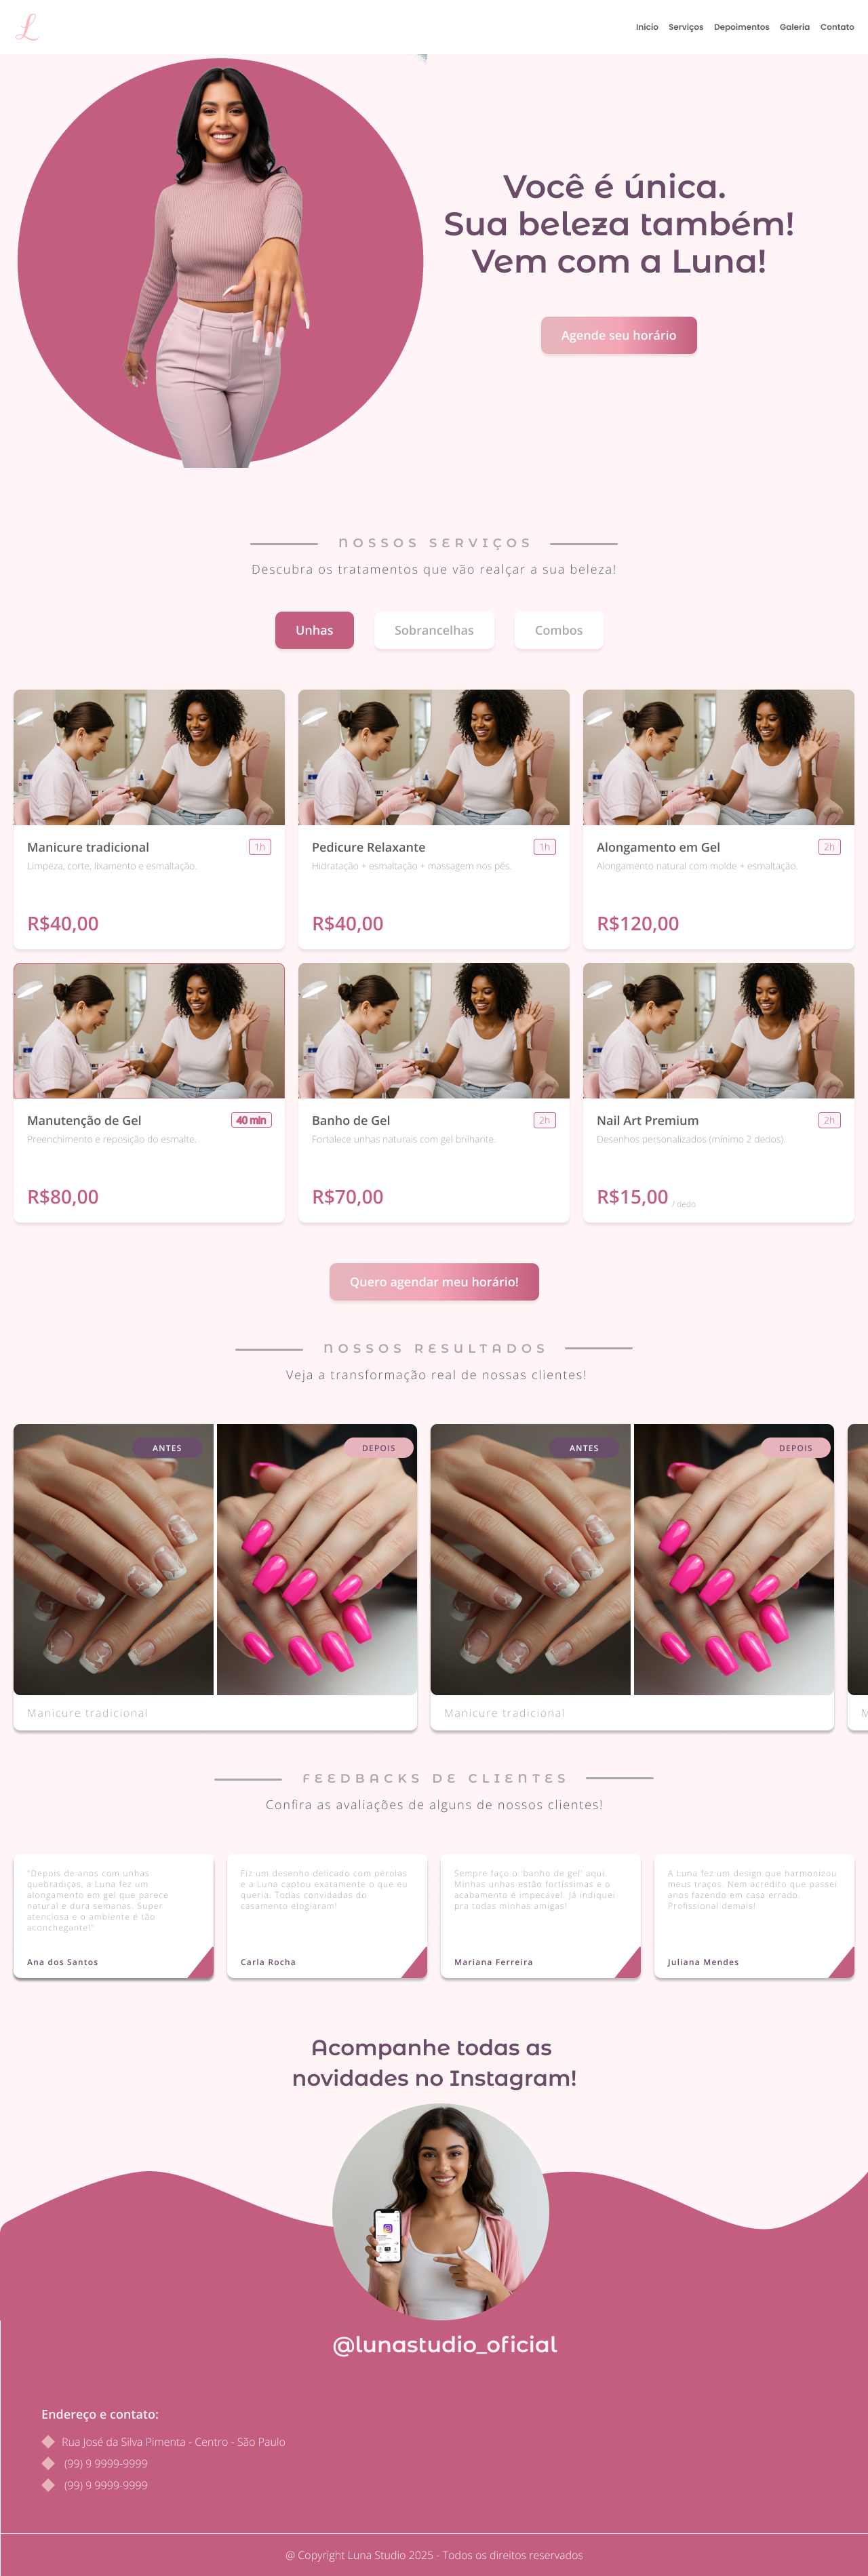 L
Início Serviços Depoimentos Galeria Contato
Você é única.
Sua beleza também!
Vem com a Luna!
Agende seu horário
NOSSOS SERVIÇOS
Descubra os tratamentos que vão realçar a sua beleza!
Unhas
Sobrancelhas
Combos
Manicure tradicional 1h
Limpeza, corte, lixamento e esmaltação.
R$40,00
Pedicure Relaxante 1h
Hidratação + esmaltação + massagem nos pés.
R$40,00
Alongamento em Gel 2h
Alongamento natural com molde + esmaltação.
R$120,00
Manutenção de Gel 40 min
Preenchimento e reposição do esmalte.
R$80,00
Banho de Gel 2h
Fortalece unhas naturais com gel brilhante.
R$70,00
Nail Art Premium 2h
Desenhos personalizados (mínimo 2 dedos).
R$15,00 / dedo
Quero agendar meu horário!
NOSSOS RESULTADOS
Veja a transformação real de nossas clientes!
ANTES
DEPOIS
Manicure tradicional
ANTES
DEPOIS
Manicure tradicional
M
FEEDBACKS DE CLIENTES
Confira as avaliações de alguns de nossos clientes!
"Depois de anos com unhas
quebradiças, a Luna fez um
alongamento em gel que parece
natural e dura semanas. Super
atenciosa e o ambiente é tão
aconchegante!"
Ana dos Santos
Fiz um desenho delicado com pérolas
e a Luna captou exatamente o que eu
queria. Todas convidadas do
casamento elogiaram!
Carla Rocha
Sempre faço o 'banho de gel' aqui.
Minhas unhas estão fortíssimas e o
acabamento é impecável. Já indiquei
pra todas minhas amigas!
Mariana Ferreira
A Luna fez um design que harmonizou
meus traços. Nem acredito que passei
anos fazendo em casa errado.
Profissional demais!
Juliana Mendes
Acompanhe todas as
novidades no Instagram!
@lunastudio_oficial
Endereço e contato:
Rua José da Silva Pimenta - Centro - São Paulo
(99) 9 9999-9999
(99) 9 9999-9999
@ Copyright Luna Studio 2025 - Todos os direitos reservados